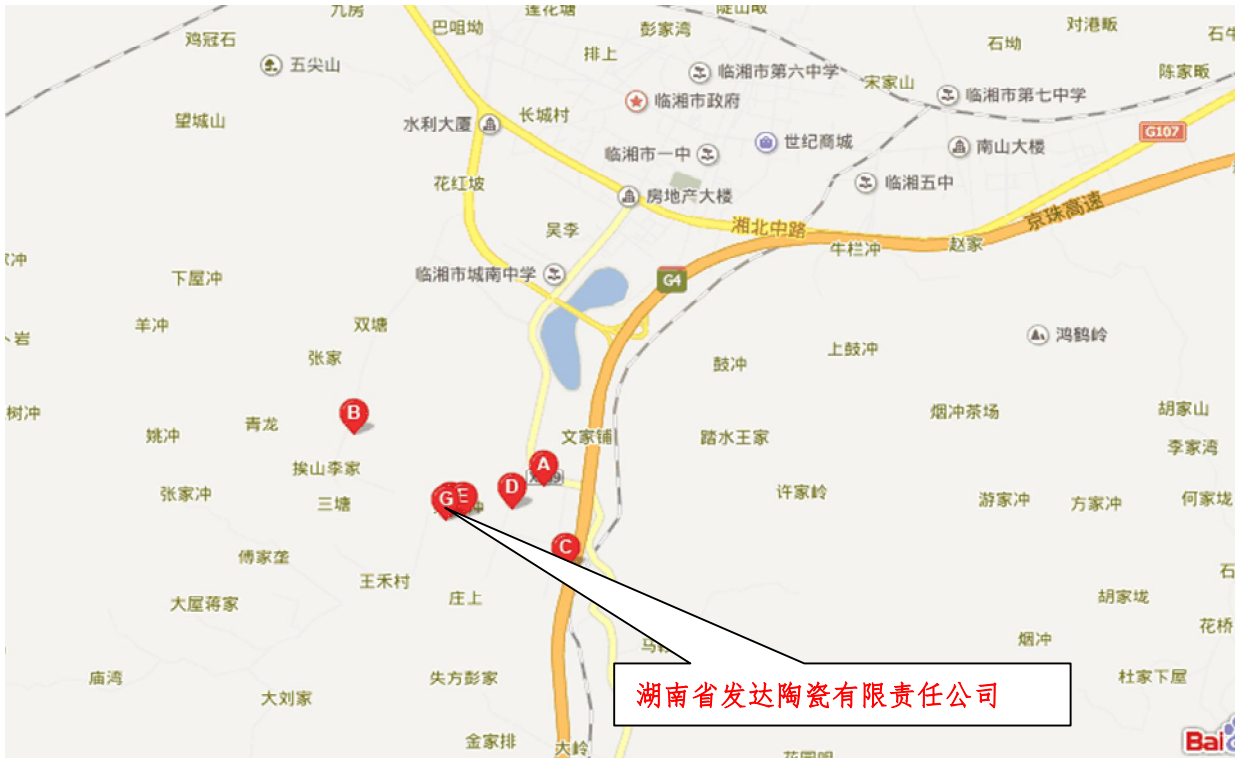 九房
莲花塘
陡山畈
对港畈
巴咀坳
彭家湾
鸡冠石
石坳
排上
五尖山
临湘市第六中学
陈家畈
宋家山
临湘市第七中学
临湘市政府
长城村
望城山
水利大厦
G107
世纪商城
南山大楼
临湘市一中
花红坡
临湘五中
房地产大楼
京珠高速
湘北中路
吴李
赵家
牛栏冲
临湘市城南中学
下屋冲
G4
羊冲
双塘
岩
鸿鹤岭
张家
上鼓冲
鼓冲
树冲
B
烟冲茶场
胡家山
青龙
姚冲
文家铺
踏水王家
李家湾
A
挨山李家
D
许家岭
张家冲
三塘
G
E
游家冲
方家冲
何家垅
C
傅家垄
王禾村
庄上
大屋蒋家
胡家垅
花桥
烟冲
庙湾
失方彭家
杜家下屋
大刘家
湖南省发达陶瓷有限责任公司
金家排
大岭
Bai